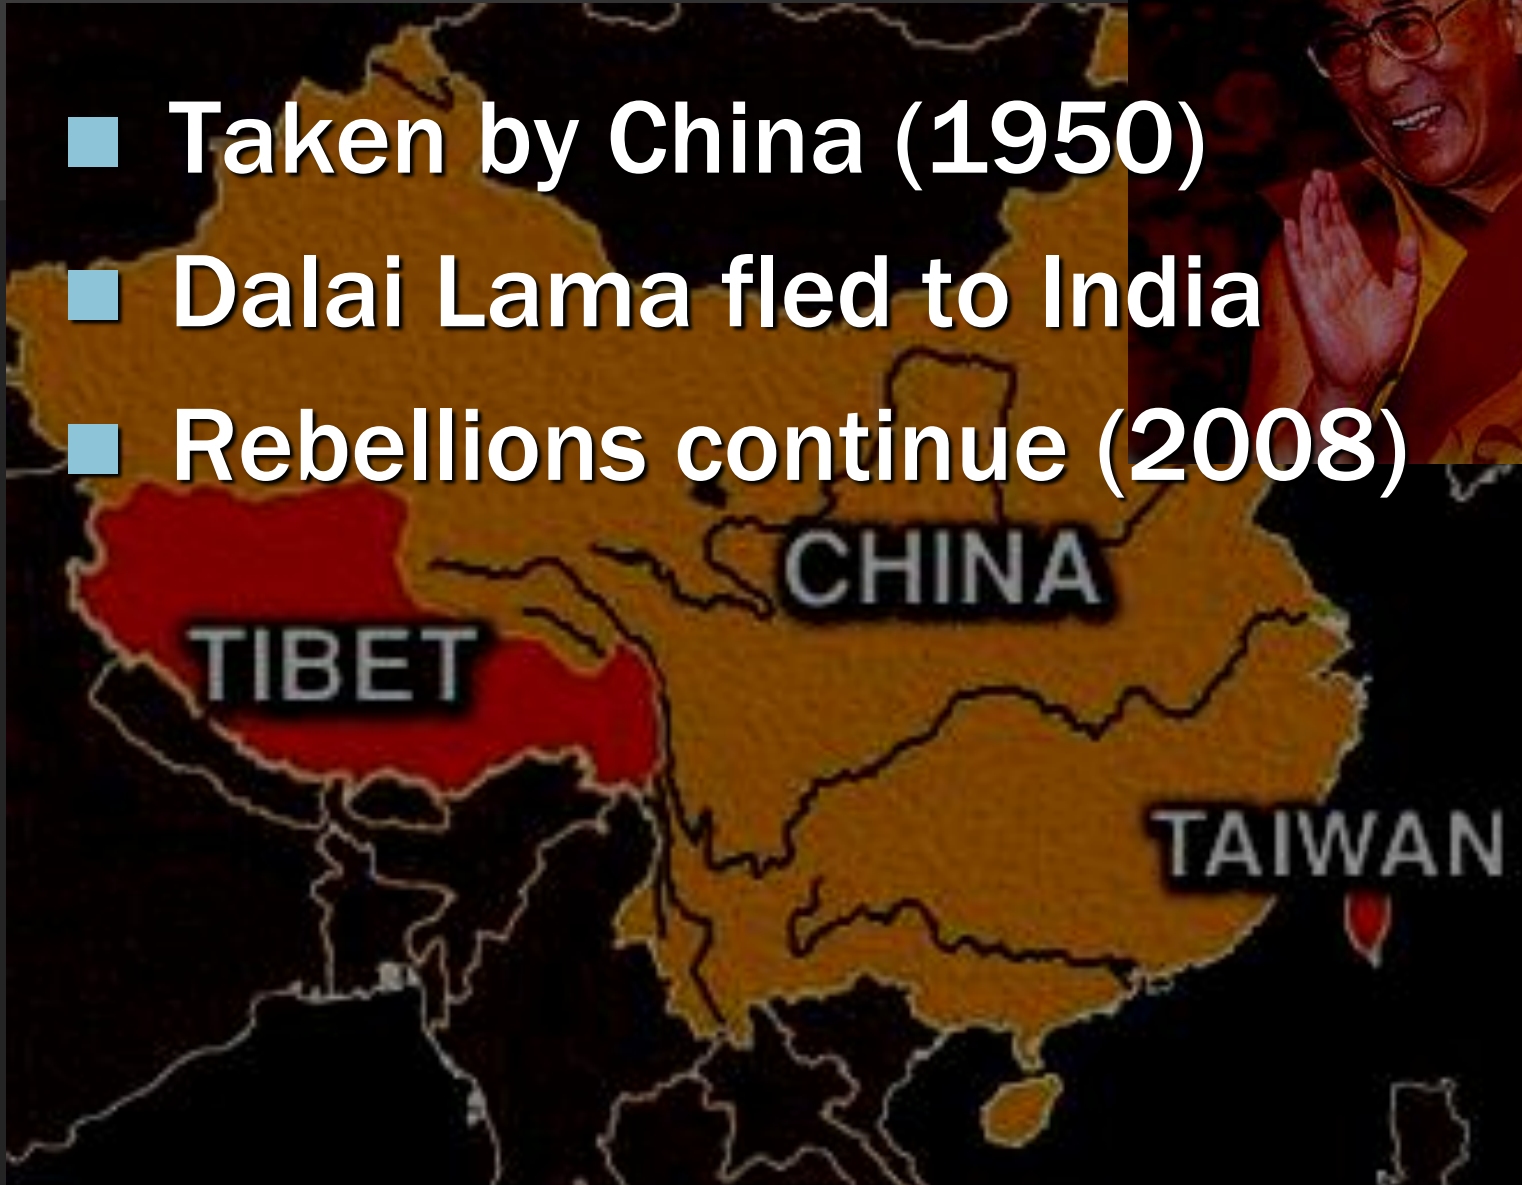 Taken by China (1950)
Dalai Lama fled to India
Rebellions continue (2008)
CHINA
TIBET
TAIWAN